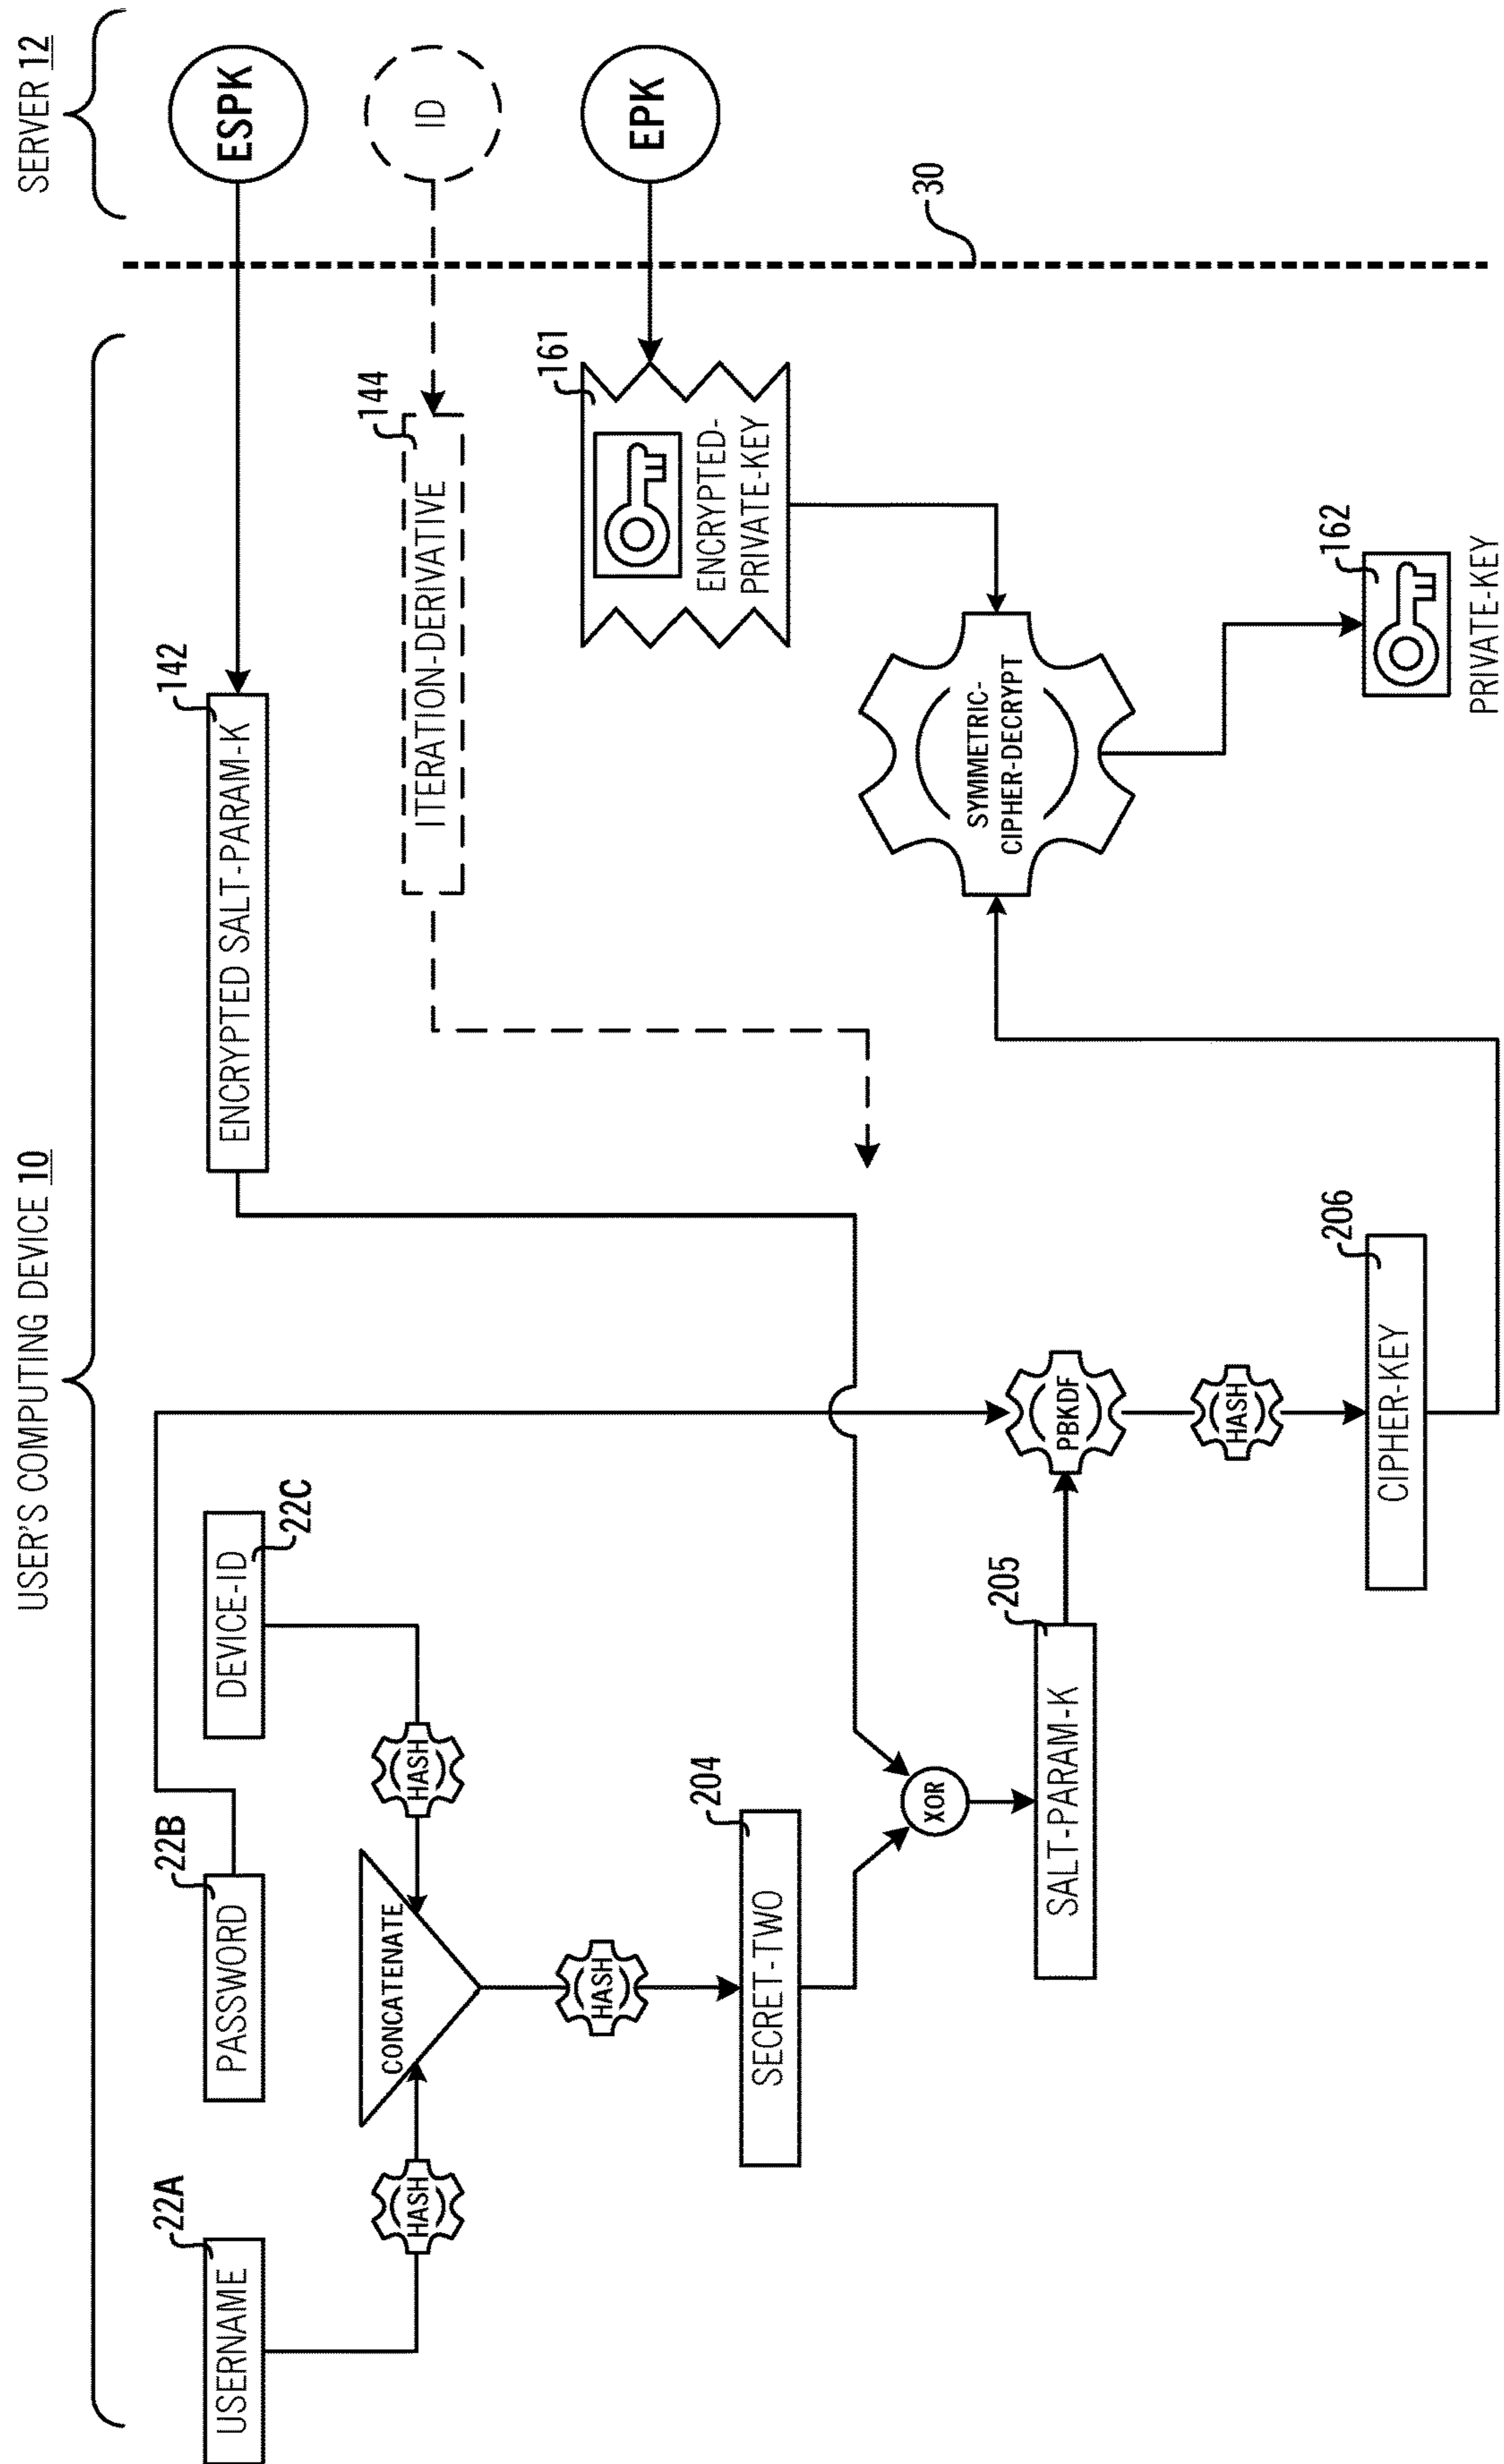 USER'S COMPUTING DEVICE 10
SERVER 12
22A
USERNAME
22B
PASSWORD
22C
DEVICE-ID
142
ENCRYPTED SALT-PARAM-K
ESPK
HASH
CONCATENATE
HASH
144
ITERATION-DERIVATIVE
ID
HASH
161
ENCRYPTED-
PRIVATE-KEY
EPK
204
SECRET-TWO
XOR
30
205
SALT-PARAM-K
PBKDF
SYMMETRIC-
CIPHER-DECRYPT
HASH
206
CIPHER-KEY
162
PRIVATE-KEY